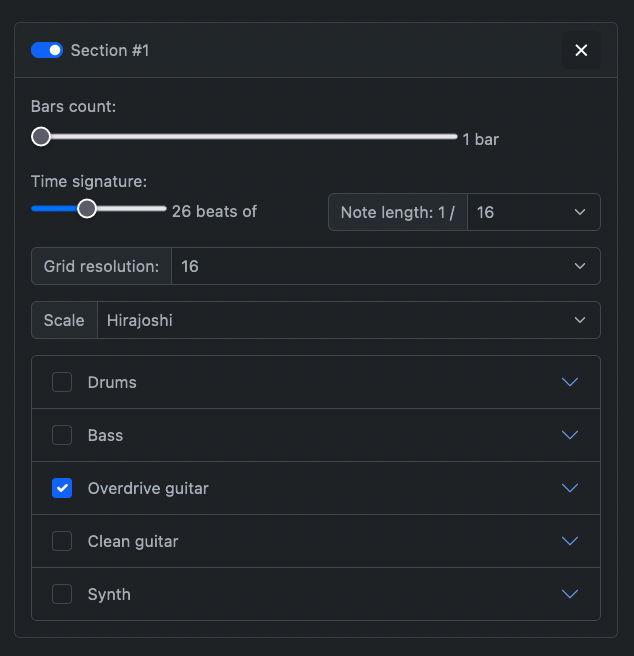 Section #1
Bars count:
1 bar
Time signature:
26 beats of
Note length: 1 /
16
Grid resolution:
16
Scale
Hirajoshi
Drums
Bass
Overdrive guitar
Clean guitar
Synth